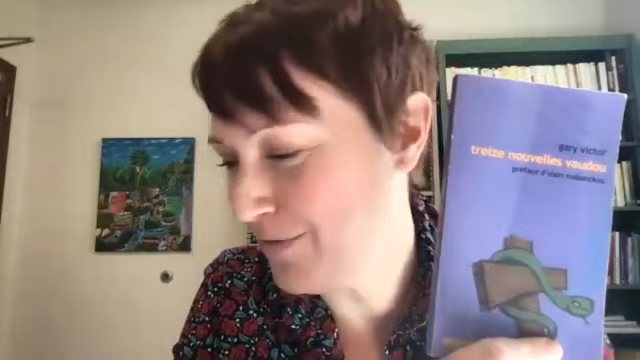 gary victor
treize nouvelles vaudou
préface d'alain mabanckou